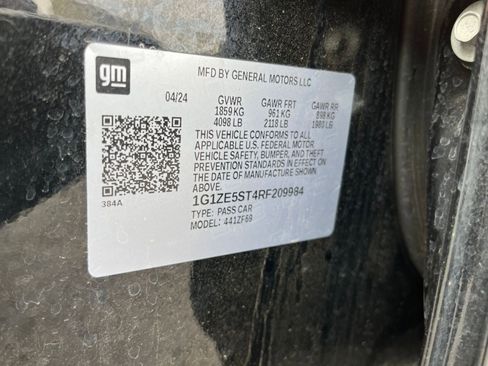 gm
MFD BY GENERAL MOTORS LLC
04/24 GVWR GAWR FRT GAWR RR
1859 KG 961 KG 898 KG
4098 LB 2118 LB 1980 LB
THIS VEHICLE CONFORMS TO ALL
APPLICABLE U.S. FEDERAL MOTOR
VEHICLE SAFETY, BUMPER, AND THEFT
PREVENTION STANDARDS IN EFFECT ON
THE DATE OF MANUFACTURE SHOWN
ABOVE.
384A
1G1ZE5ST4RF209984
TYPE: PASS CAR
MODEL: 441ZF69